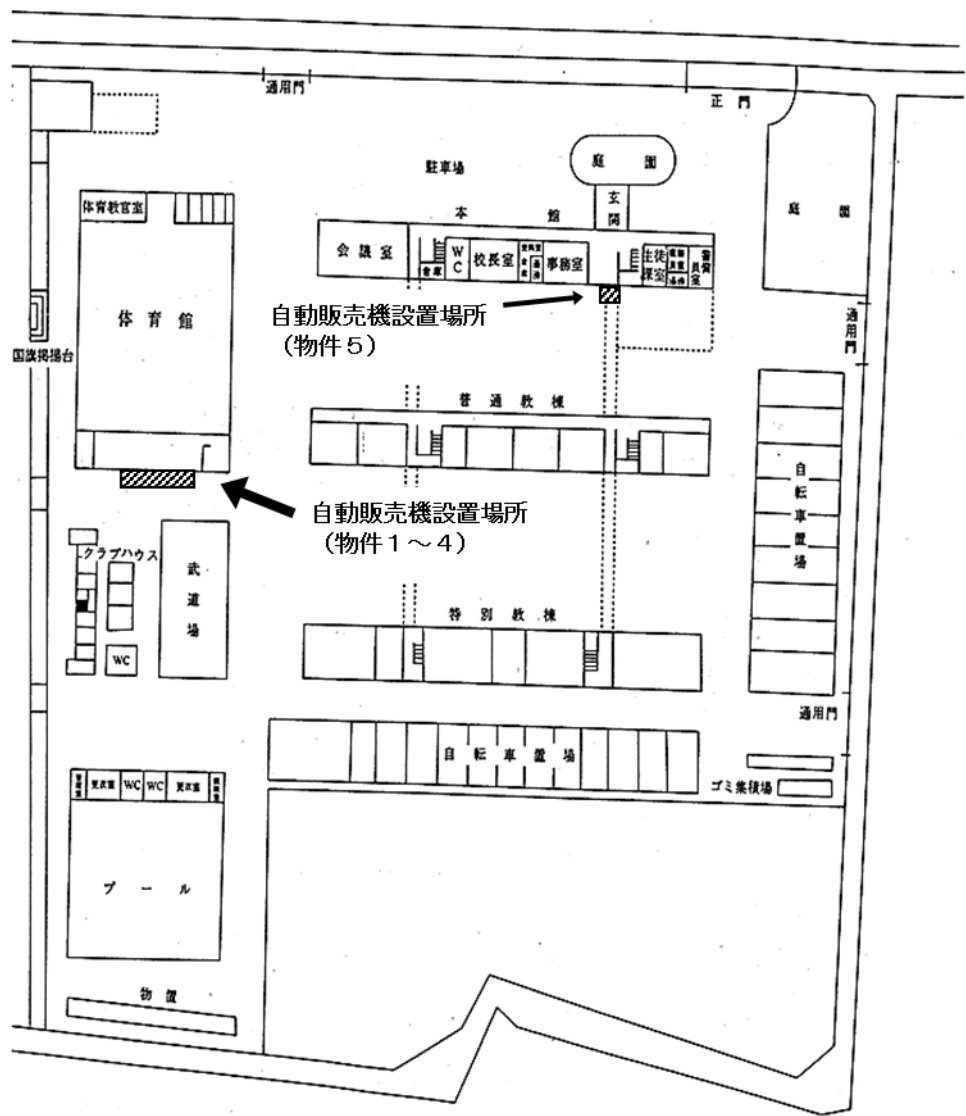 通用門
正門
駐車場
庭園
玄関
本館
庭園
体育教官室
会議室
倉庫
WC
校長室
事務室
生徒課室
体育館
自動販売機設置場所
（物件５）
通用門
国旗掲揚台
普通教棟
自転車置場
自動販売機設置場所
（物件１～４）
クラブハウス
武道場
WC
特別教棟
通用門
自転車置場
ゴミ集積場
更衣室
WC
WC
更衣室
プール
物置